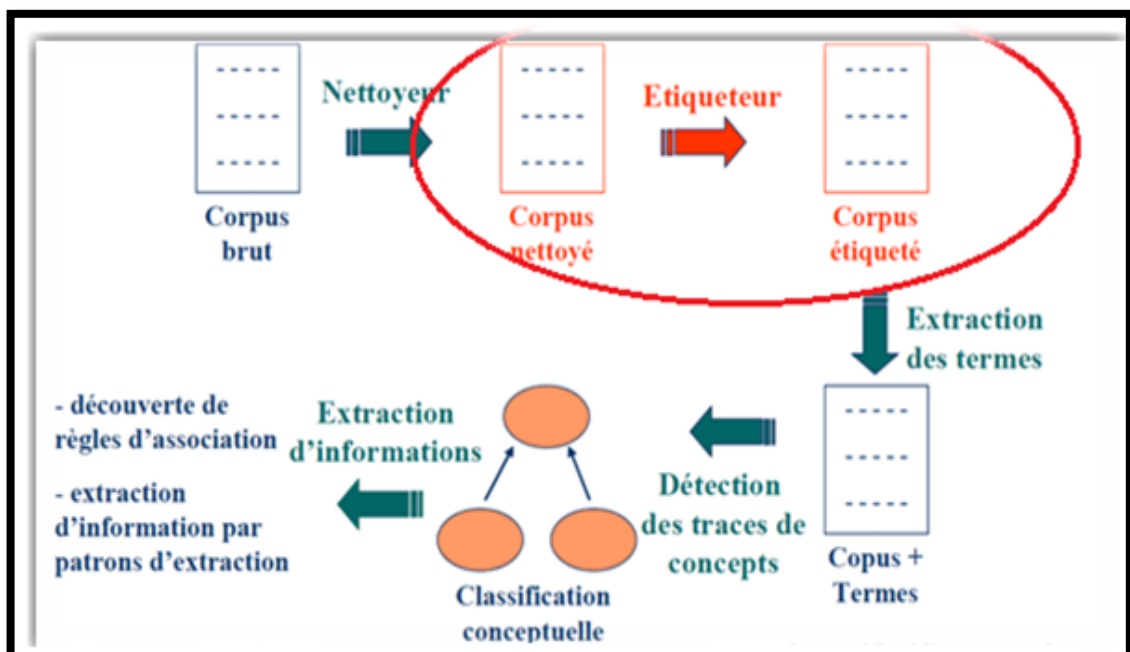 Nettoyeur
Etiqueteur
Corpus
brut
Corpus
nettoyé
Corpus
étiqueté
Extraction
des termes
Copus +
Termes
Détection
des traces de
concepts
Classification
conceptuelle
Extraction
d'informations
- découverte de
règles d'association
- extraction
d'information par
patrons d'extraction